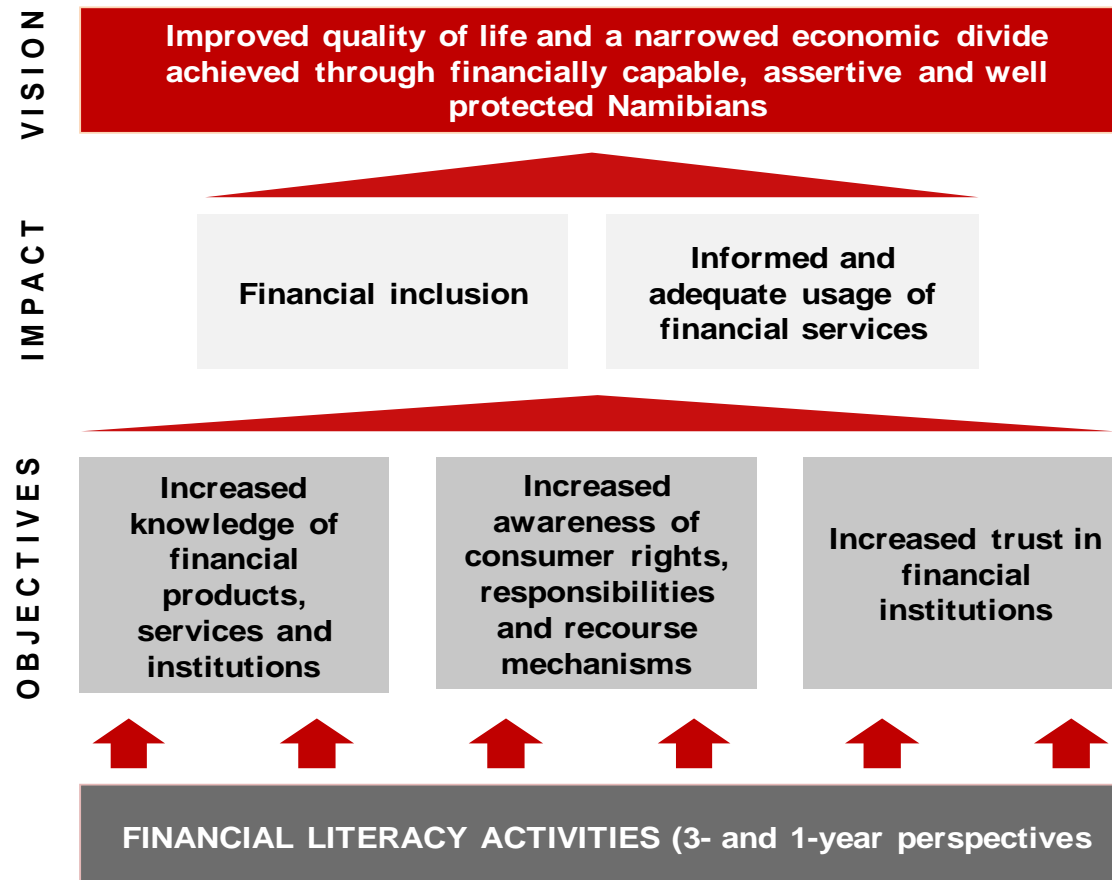 VISION
Improved quality of life and a narrowed economic divide
achieved through financially capable, assertive and well
protected Namibians
IMPACT
Financial inclusion
Informed and
adequate usage of
financial services
OBJECTIVES
Increased
knowledge of
financial
products,
services and
institutions
Increased
awareness of
consumer rights,
responsibilities
and recourse
mechanisms
Increased trust in
financial
institutions
FINANCIAL LITERACY ACTIVITIES (3- and 1-year perspectives